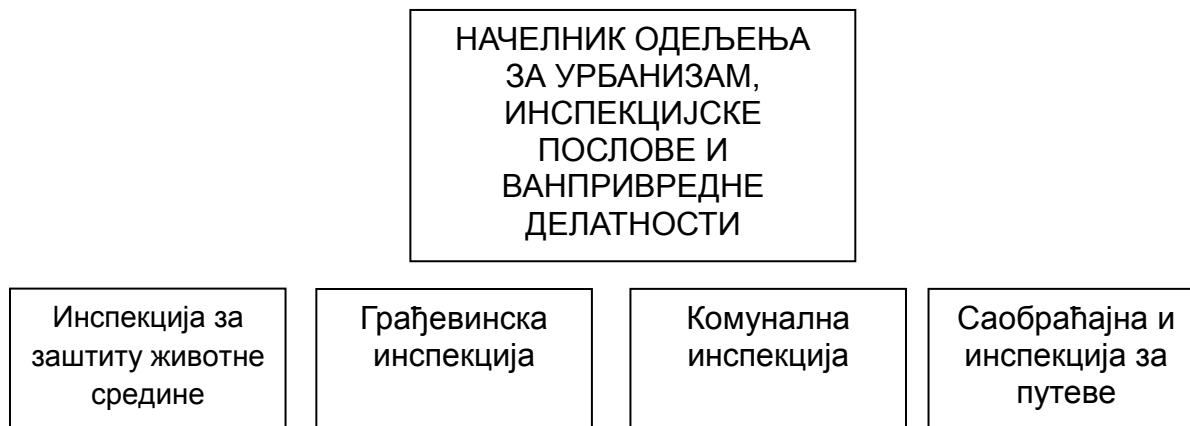 НАЧЕЛНИК ОДЕЉЕЊА
ЗА УРБАНИЗАМ,
ИНСПЕКЦИЈСКЕ
ПОСЛОВЕ И
ВАНПРИВРЕДНЕ
ДЕЛАТНОСТИ
Инспекција за
заштиту животне
средине
Грађевинска
инспекција
Комунална
инспекција
Саобраћајна и
инспекција за
путеве